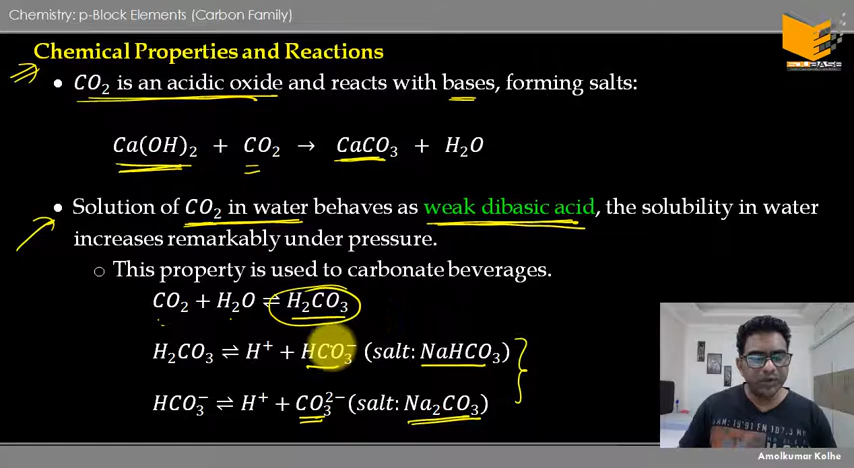 Chemistry: p-Block Elements (Carbon Family)
EDUBASE
Chemical Properties and Reactions
• CO₂ is an acidic oxide and reacts with bases, forming salts:
Ca(OH)₂ + CO₂ → CaCO₃ + H₂O
• Solution of CO₂ in water behaves as weak dibasic acid, the solubility in water
increases remarkably under pressure.
○ This property is used to carbonate beverages.
CO₂ + H₂O ⇌ H₂CO₃
H₂CO₃ ⇌ H⁺ + HCO₃⁻ (salt: NaHCO₃)
HCO₃⁻ ⇌ H⁺ + CO₃²⁻ (salt: Na₂CO₃)
Amolkumar Kolhe